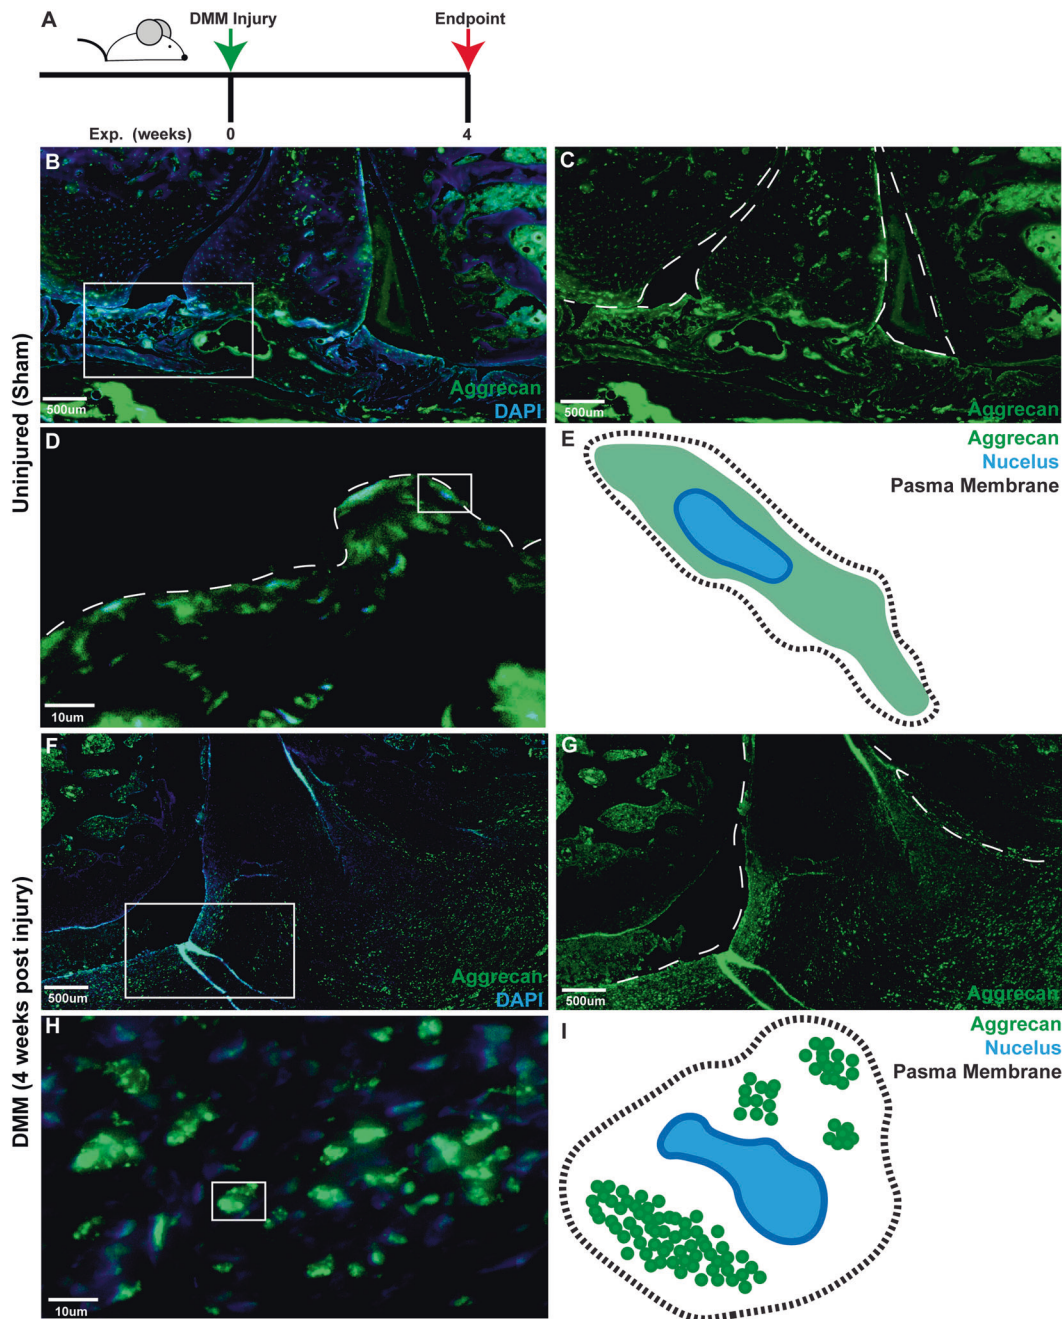 A
DMM Injury
Endpoint
Exp. (weeks)
0
4
Uninjured (Sham)
B
500um
Aggrecan
DAPI
C
500um
Aggrecan
D
10um
E
Aggrecan
Nucelus
Pasma Membrane
DMM (4 weeks post injury)
F
500um
Aggrecan
DAPI
G
500um
Aggrecan
H
10um
I
Aggrecan
Nucelus
Pasma Membrane